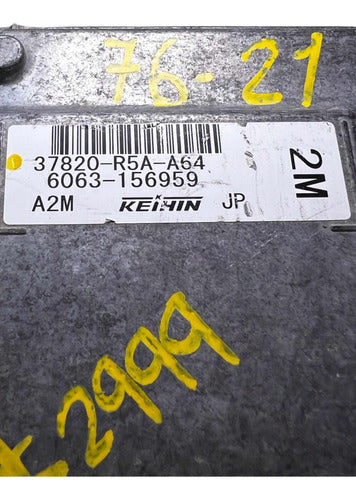 76-21
37820-R5A-A64
6063-156959
A2M KEIHIN JP
2M
2999